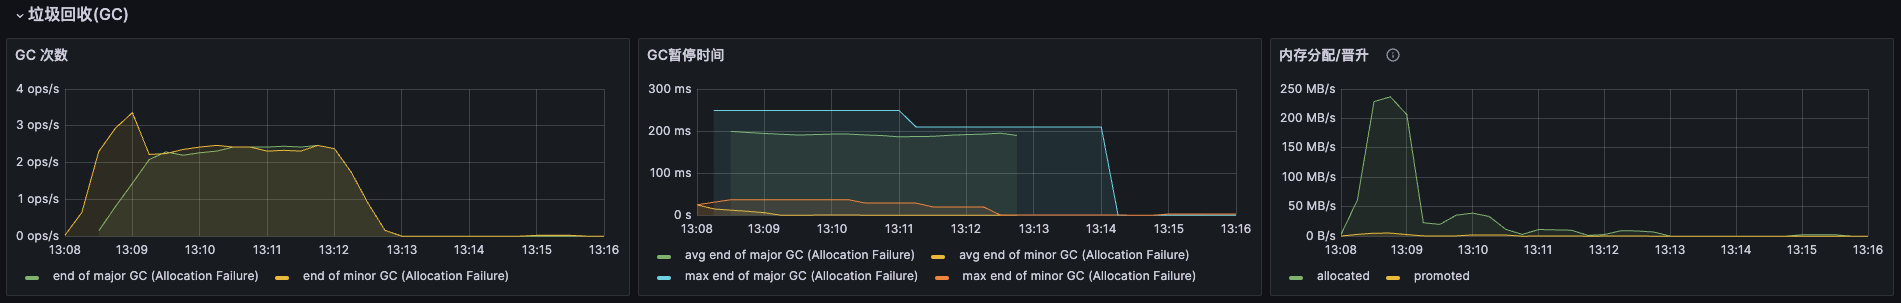 垃圾回收(GC)
GC 次数
4 ops/s
3 ops/s
2 ops/s
1 ops/s
0 ops/s
13:08 13:09 13:10 13:11 13:12 13:13 13:14 13:15 13:16
end of major GC (Allocation Failure) end of minor GC (Allocation Failure)
GC暂停时间
300 ms
200 ms
100 ms
0 s
13:08 13:09 13:10 13:11 13:12 13:13 13:14 13:15 13:16
avg end of major GC (Allocation Failure) avg end of minor GC (Allocation Failure)
max end of major GC (Allocation Failure) max end of minor GC (Allocation Failure)
内存分配/晋升
250 MB/s
200 MB/s
150 MB/s
100 MB/s
50 MB/s
0 B/s
13:08 13:09 13:10 13:11 13:12 13:13 13:14 13:15 13:16
allocated promoted